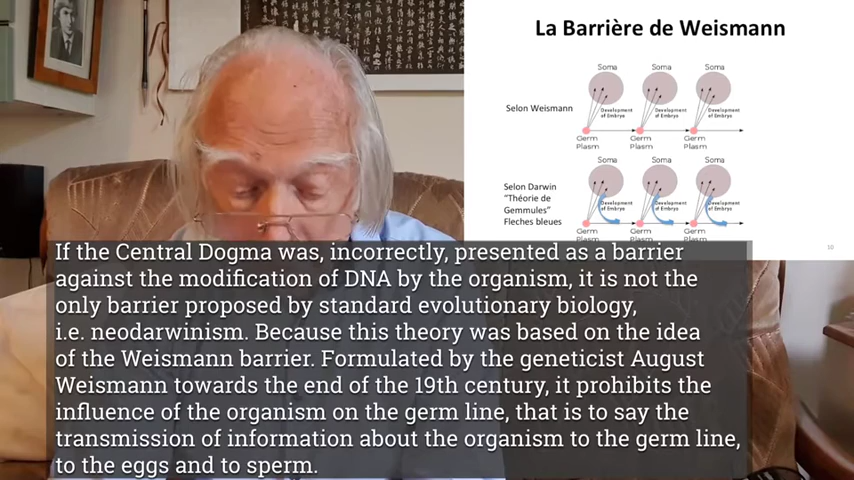 La Barrière de Weismann
Soma Soma Soma
Selon Weismann
Development of Embryo
Development of Embryo
Development of Embryo
Germ Plasm
Germ Plasm
Germ Plasm
Soma Soma Soma
Selon Darwin
“Théorie de
Gemmules”
Fleches bleues
Development of Embryo
Development of Embryo
Development of Embryo
Germ Plasm
Germ Plasm
Germ Plasm
10
If the Central Dogma was, incorrectly, presented as a barrier
against the modification of DNA by the organism, it is not the
only barrier proposed by standard evolutionary biology,
i.e. neodarwinism. Because this theory was based on the idea
of the Weismann barrier. Formulated by the geneticist August
Weismann towards the end of the 19th century, it prohibits the
influence of the organism on the germ line, that is to say the
transmission of information about the organism to the germ line,
to the eggs and to sperm.